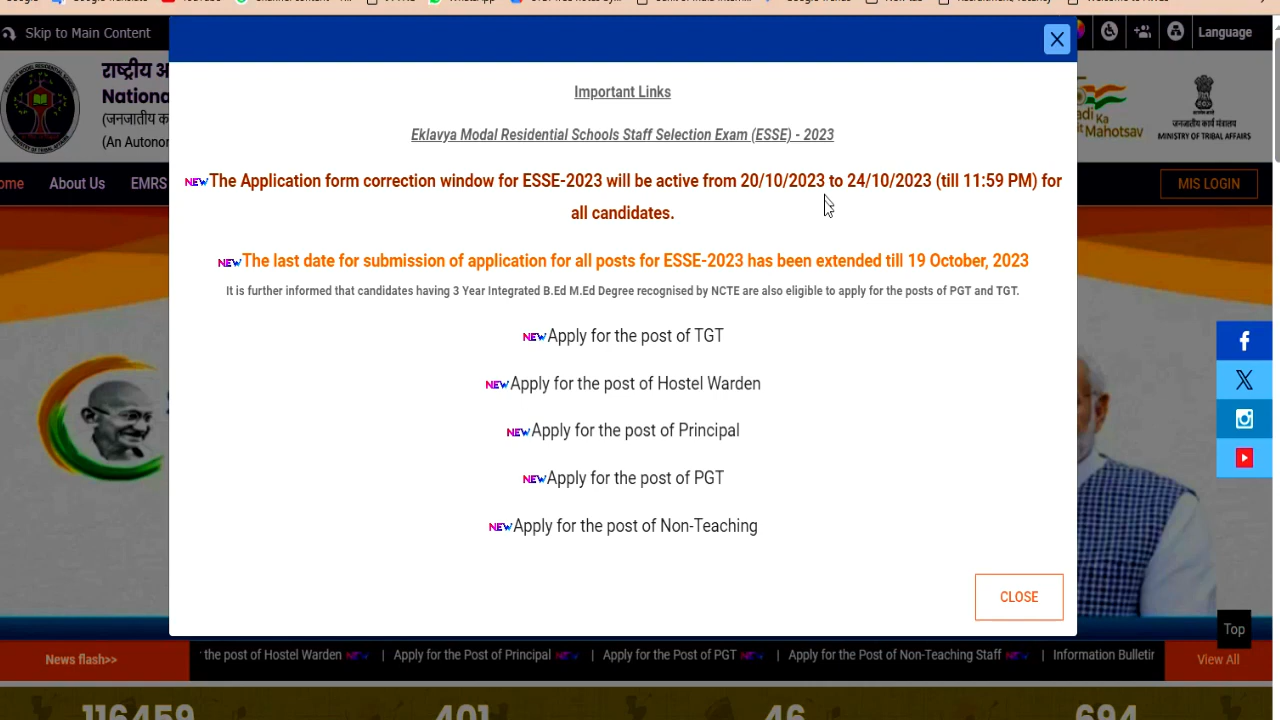 Skip to Main Content
Language
राष्ट्रीय
National
(जनजातीय
(An Autonom
MINISTRY OF TRIBAL AFFAIRS
About Us
EMRS
MIS LOGIN
Important Links
Eklavya Modal Residential Schools Staff Selection Exam (ESSE) - 2023
NEW The Application form correction window for ESSE-2023 will be active from 20/10/2023 to 24/10/2023 (till 11:59 PM) for
all candidates.
NEW The last date for submission of application for all posts for ESSE-2023 has been extended till 19 October, 2023
It is further informed that candidates having 3 Year Integrated B.Ed M.Ed Degree recognised by NCTE are also eligible to apply for the posts of PGT and TGT.
NEW Apply for the post of TGT
NEW Apply for the post of Hostel Warden
NEW Apply for the post of Principal
NEW Apply for the post of PGT
NEW Apply for the post of Non-Teaching
CLOSE
Top
News flash>>
the post of Hostel Warden | Apply for the Post of Principal | Apply for the Post of PGT | Apply for the Post of Non-Teaching Staff | Information Bulletin
View All
116459 401 46 694